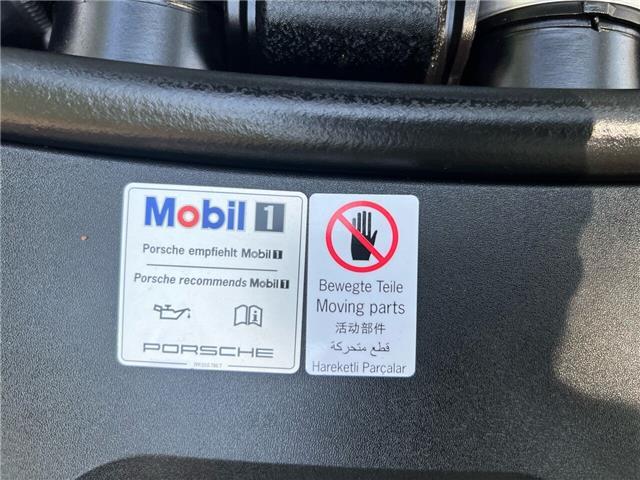 Mobil 1
Porsche empfiehlt Mobil 1
Porsche recommends Mobil 1
PORSCHE
Bewegte Teile
Moving parts
活动部件
قطع متحركة
Hareketli Parçalar